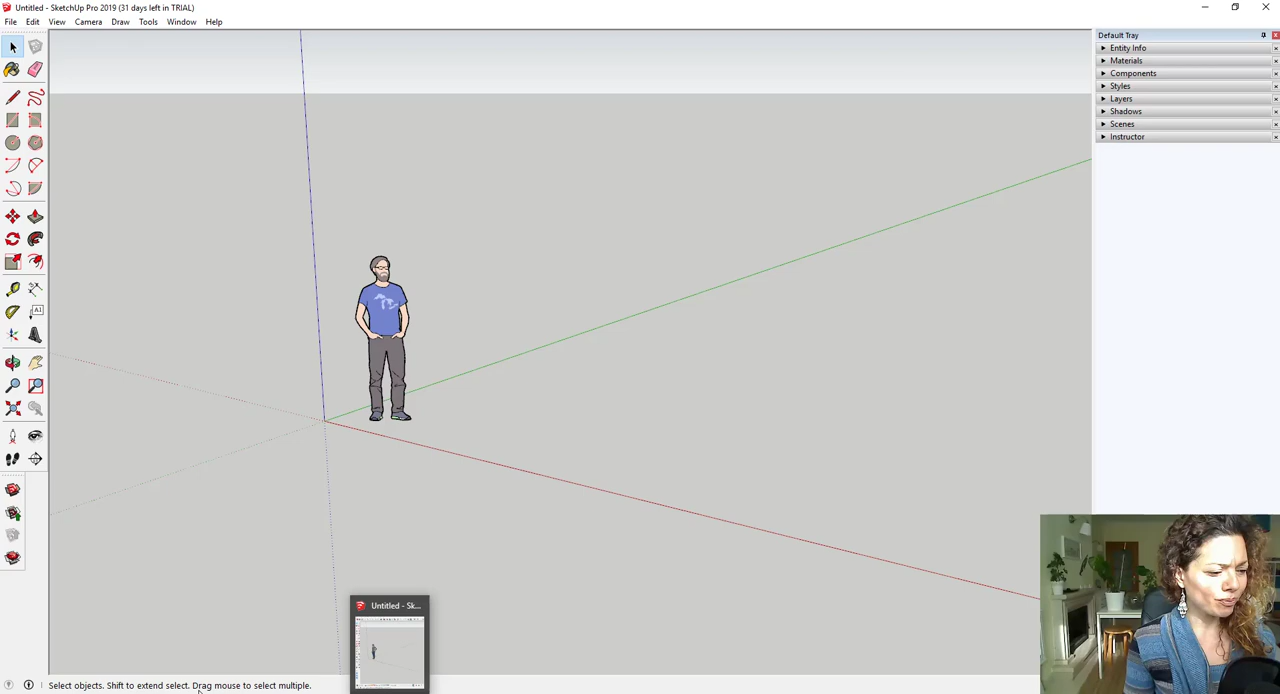 Untitled - SketchUp Pro 2019 (31 days left in TRIAL)
File Edit View Camera Draw Tools Window Help
Default Tray
Entity Info
Materials
Components
Styles
Layers
Shadows
Scenes
Instructor
A1
Untitled - Sk...
Select objects. Shift to extend select. Drag mouse to select multiple.